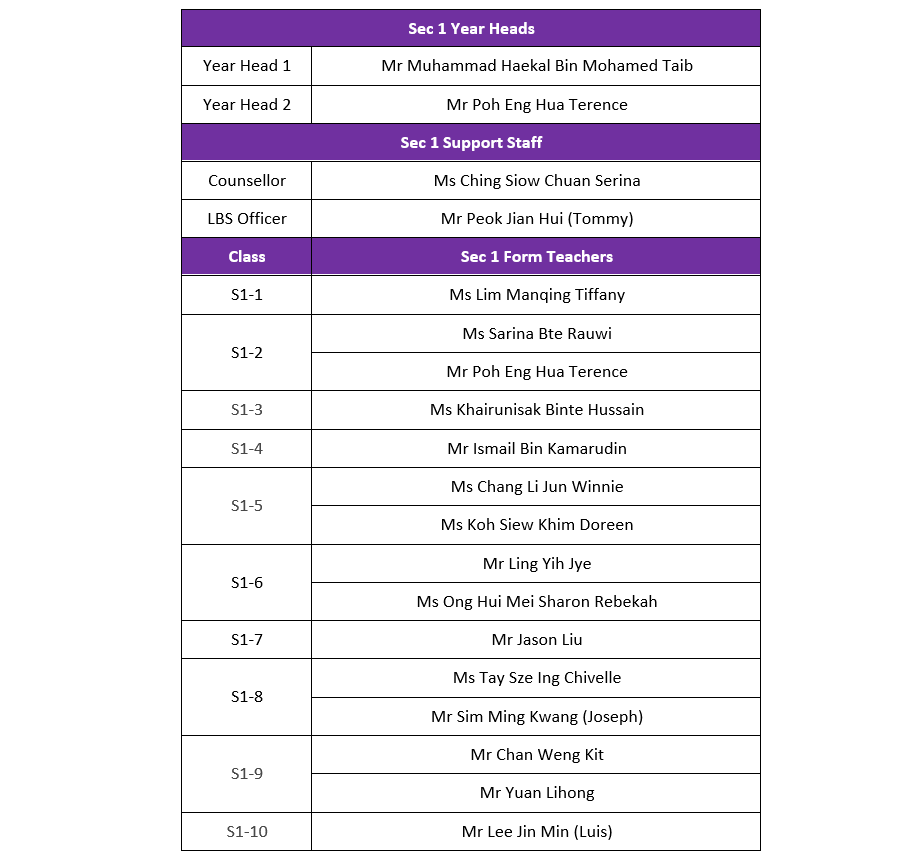 Sec 1 Year Heads
Year Head 1 Mr Muhammad Haekal Bin Mohamed Taib
Year Head 2 Mr Poh Eng Hua Terence
Sec 1 Support Staff
Counsellor Ms Ching Siow Chuan Serina
LBS Officer Mr Peok Jian Hui (Tommy)
Class Sec 1 Form Teachers
S1-1 Ms Lim Manqing Tiffany
S1-2 Ms Sarina Bte Rauwi
Mr Poh Eng Hua Terence
S1-3 Ms Khairunisak Binte Hussain
S1-4 Mr Ismail Bin Kamarudin
S1-5 Ms Chang Li Jun Winnie
Ms Koh Siew Khim Doreen
S1-6 Mr Ling Yih Jye
Ms Ong Hui Mei Sharon Rebekah
S1-7 Mr Jason Liu
S1-8 Ms Tay Sze Ing Chivelle
Mr Sim Ming Kwang (Joseph)
S1-9 Mr Chan Weng Kit
Mr Yuan Lihong
S1-10 Mr Lee Jin Min (Luis)